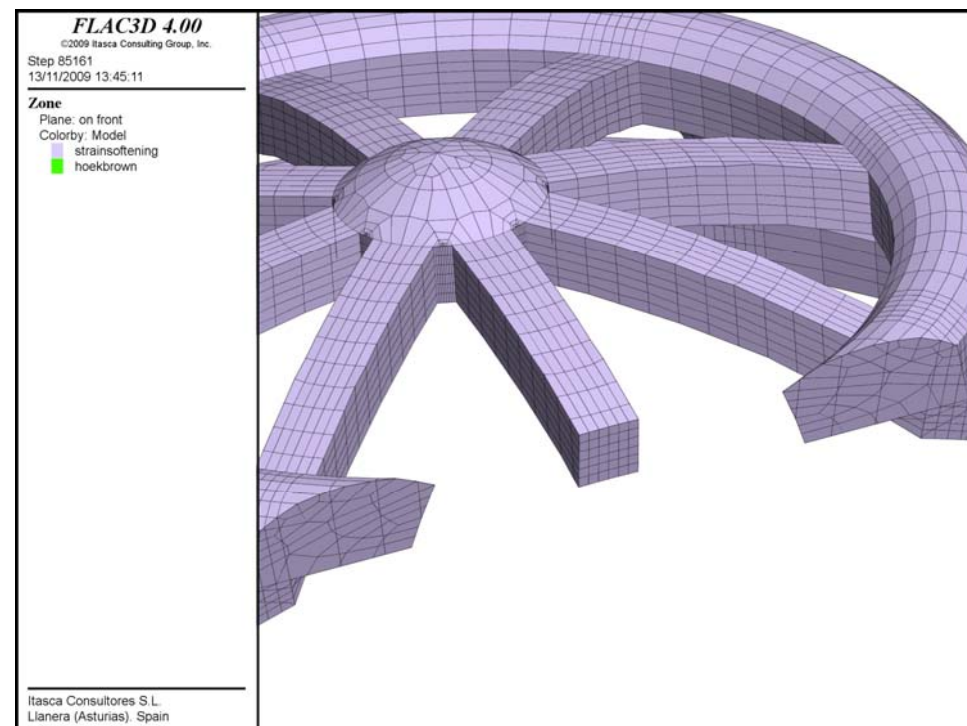 FLAC3D 4.00
©2009 Itasca Consulting Group, Inc.
Step 85161
13/11/2009 13:45:11
Zone
Plane: on front
Colorby: Model
strainsoftening
hoekbrown
Itasca Consultores S.L.
Llanera (Asturias). Spain